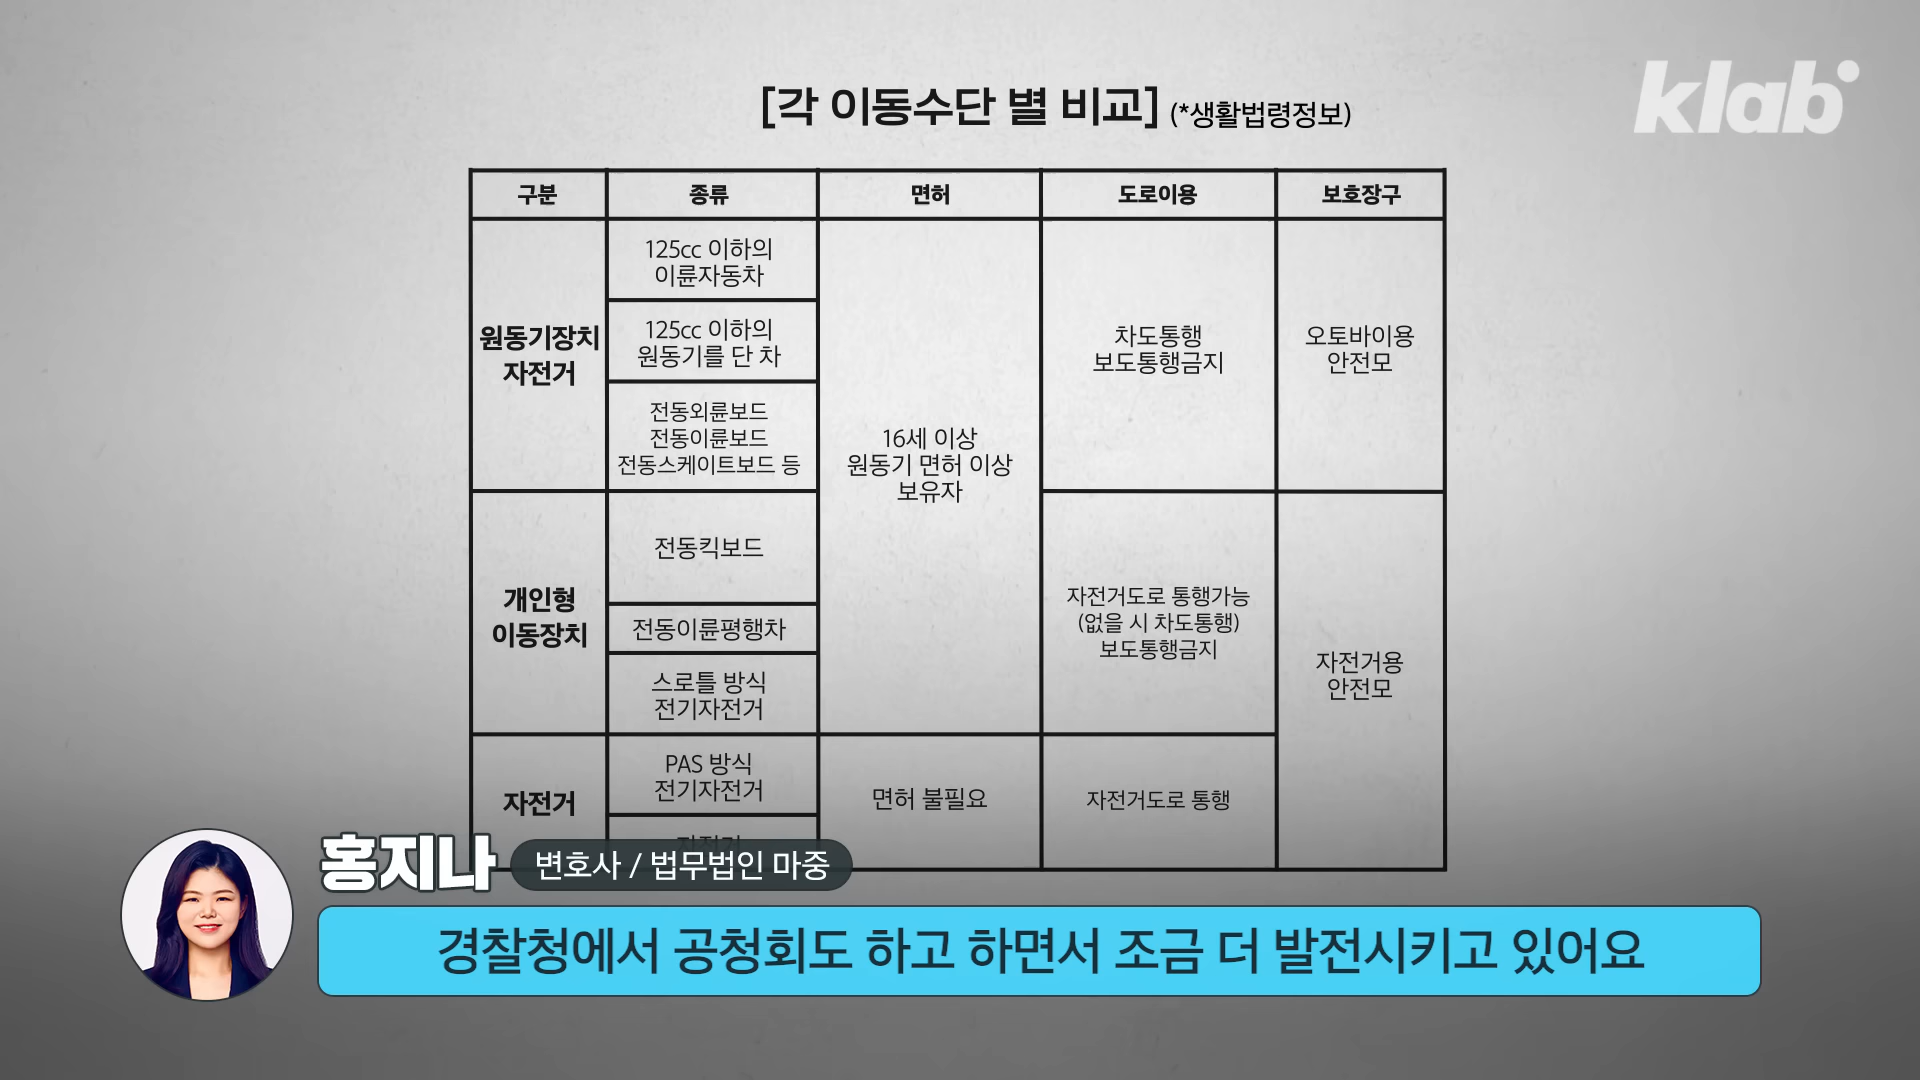 [각 이동수단 별 비교] (*생활법령정보)
klab
구분
종류
면허
도로이용
보호장구
원동기장치
자전거
125cc 이하의
이륜자동차
125cc 이하의
원동기를 단 차
전동외륜보드
전동이륜보드
전동스케이트보드 등
16세 이상
원동기 면허 이상
보유자
차도통행
보도통행금지
오토바이용
안전모
개인형
이동장치
전동킥보드
전동이륜평행차
스로틀 방식
전기자전거
자전거도로 통행가능
(없을 시 차도통행)
보도통행금지
자전거용
안전모
자전거
PAS 방식
전기자전거
면허 불필요
자전거도로 통행
홍지나
변호사 / 법무법인 마중
경찰청에서 공청회도 하고 하면서 조금 더 발전시키고 있어요